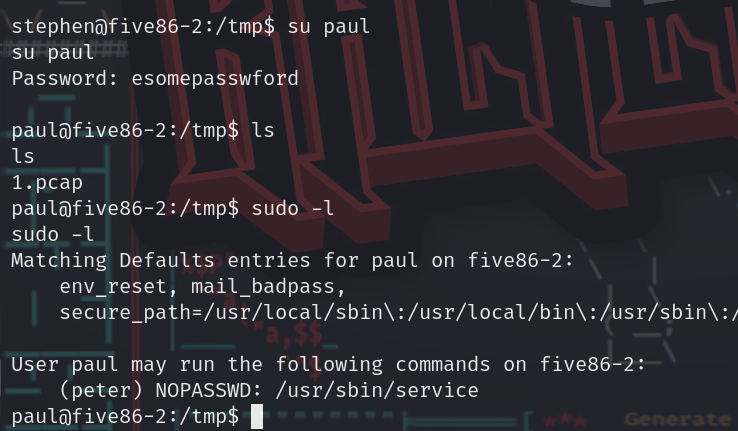 stephen@five86-2:/tmp$ su paul
su paul
Password: esomepasswford
paul@five86-2:/tmp$ ls
ls
1.pcap
paul@five86-2:/tmp$ sudo -l
sudo -l
Matching Defaults entries for paul on five86-2:
    env_reset, mail_badpass,
    secure_path=/usr/local/sbin\:/usr/local/bin\:/usr/sbin\:/
User paul may run the following commands on five86-2:
    (peter) NOPASSWD: /usr/sbin/service
paul@five86-2:/tmp$
*** Generate